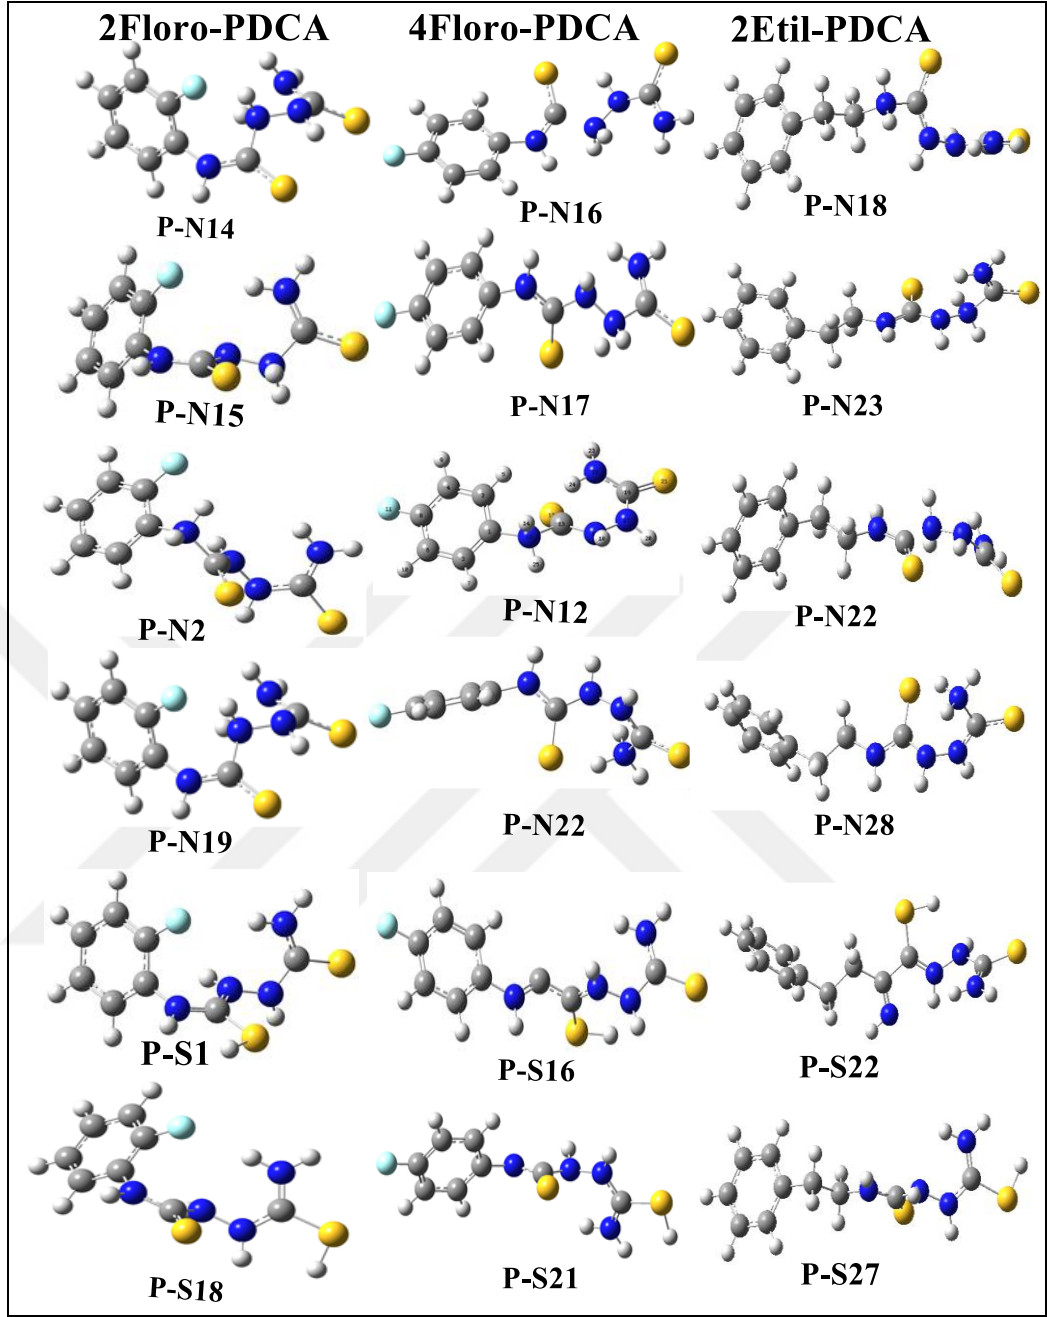 2Floro-PDCA 4Floro-PDCA 2Etil-PDCA
P-N14 P-N16 P-N18
P-N15 P-N17 P-N23
P-N2 P-N12 P-N22
P-N19 P-N22 P-N28
P-S1 P-S16 P-S22
P-S18 P-S21 P-S27